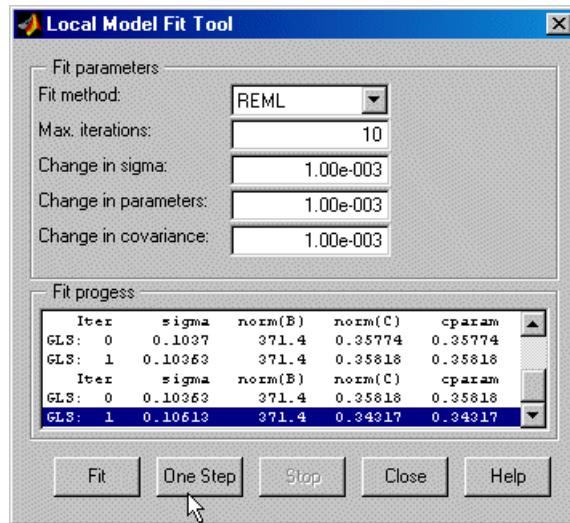 Local Model Fit Tool
Fit parameters
Fit method: REML
Max. iterations: 10
Change in sigma: 1.00e-003
Change in parameters: 1.00e-003
Change in covariance: 1.00e-003
Fit progess
Iter sigma norm(B) norm(C) cparam
GLS: 0 0.1037 371.4 0.35774 0.35774
GLS: 1 0.10363 371.4 0.35818 0.35818
Iter sigma norm(B) norm(C) cparam
GLS: 0 0.10363 371.4 0.35818 0.35818
GLS: 1 0.10613 371.4 0.34317 0.34317
Fit One Step Stop Close Help